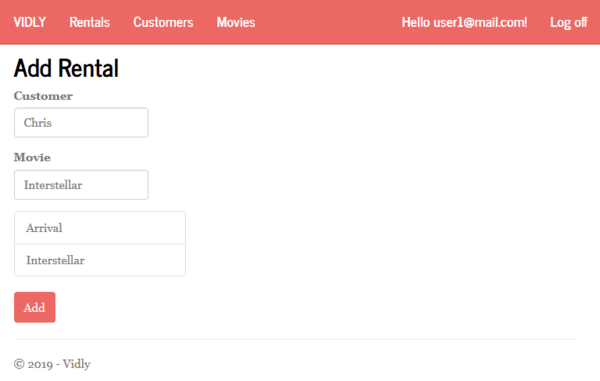 VIDLY Rentals Customers Movies Hello user1@mail.com! Log off
Add Rental
Customer
Chris
Movie
Interstellar
Arrival
Interstellar
Add
© 2019 - Vidly